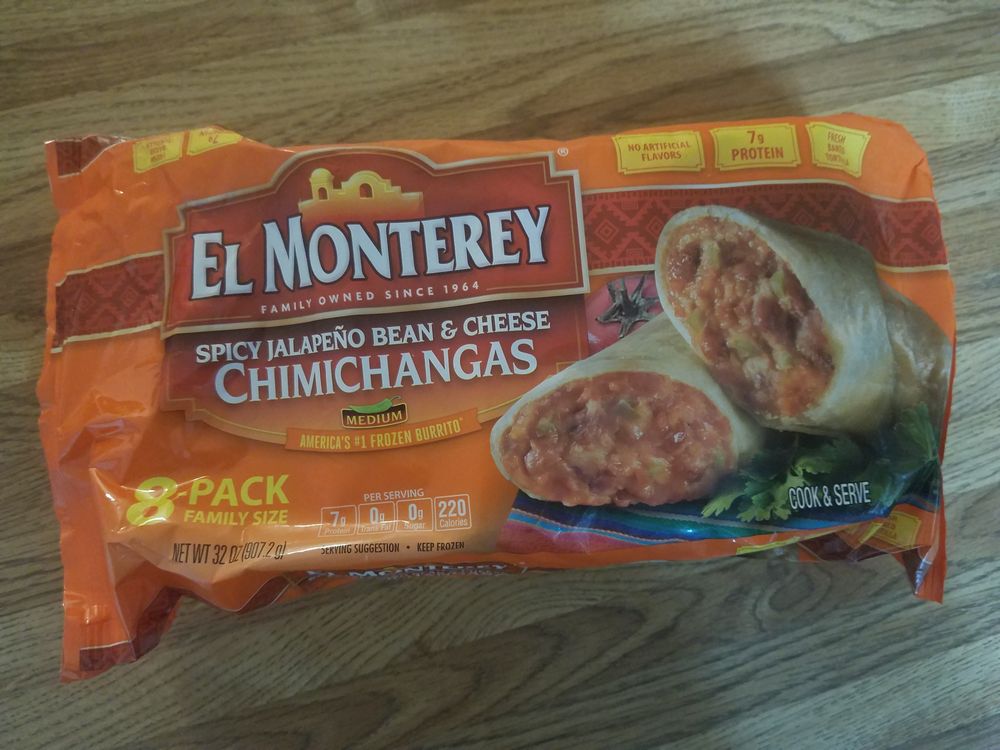 NO ARTIFICIAL
FLAVORS
7g
PROTEIN
FRESH
BAKED
TORTILLA
EL MONTEREY
®
FAMILY OWNED SINCE 1964
SPICY JALAPEÑO BEAN & CHEESE
CHIMICHANGAS
MEDIUM
AMERICA'S #1 FROZEN BURRITO*
8-PACK
FAMILY SIZE
NET WT 32 OZ (907.2 g)
PER SERVING
7g
Protein
0g
Trans Fat
0g
Sugar
220
Calories
SERVING SUGGESTION • KEEP FROZEN
COOK & SERVE
EL MONTEREY